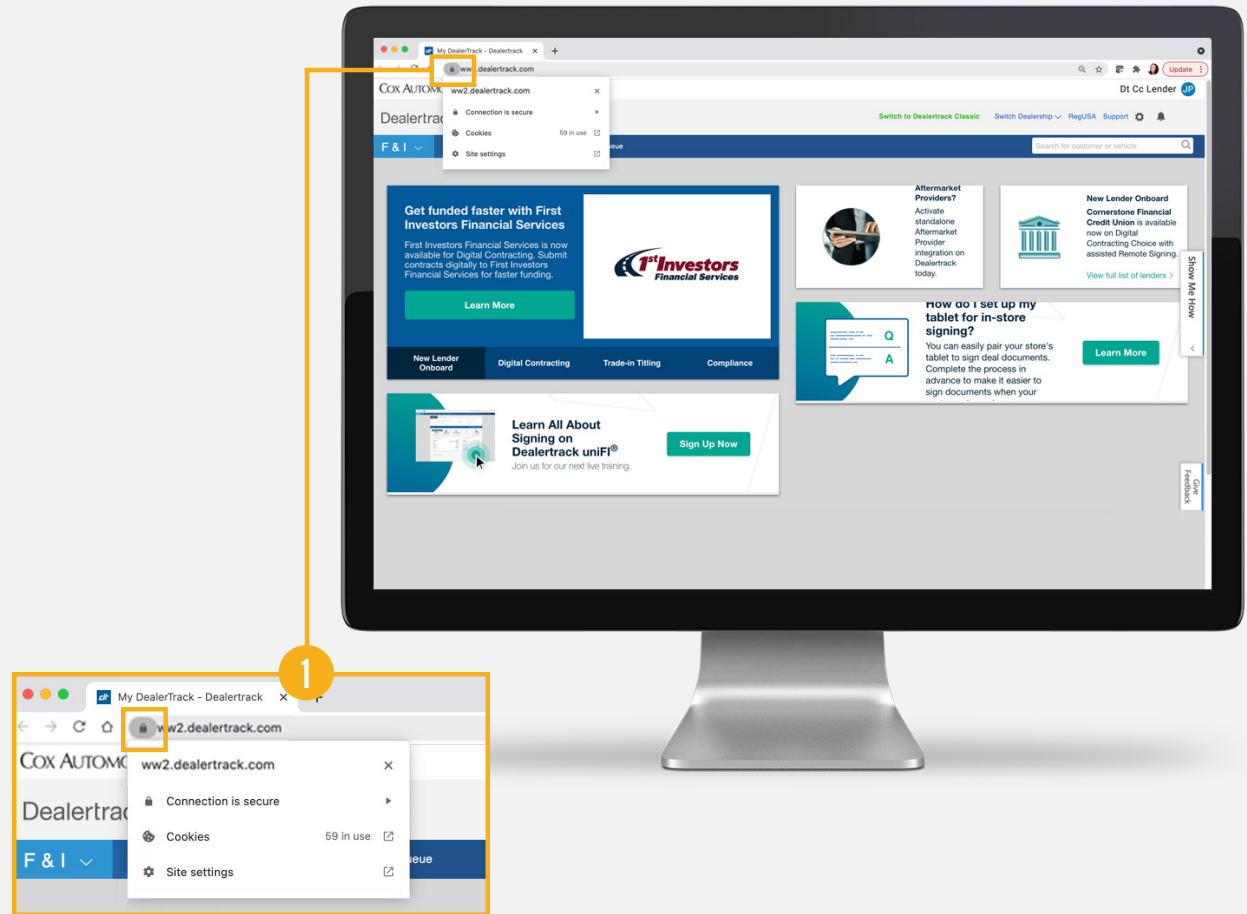 My DealerTrack - Dealertrack
ww2.dealertrack.com
COX AUTOMO
Dt Cc Lender JP
Update
ww2.dealertrack.com
Connection is secure
Cookies 59 in use
Site settings
Dealertrac
Switch to Dealertrack Classic Switch Dealership RegUSA Support
F & I
eue
Search for customer or vehicle
Get funded faster with First
Investors Financial Services
First Investors Financial Services is now
available for Digital Contracting. Submit
contracts digitally to First Investors
Financial Services for faster funding.
Learn More
1st Investors
Financial Services
New Lender
Onboard
Digital Contracting
Trade-in Titling
Compliance
Aftermarket
Providers?
Activate
standalone
Aftermarket
Provider
integration on
Dealertrack
today.
New Lender Onboard
Cornerstone Financial
Credit Union is available
now on Digital
Contracting Choice with
assisted Remote Signing.
View full list of lenders >
Show Me How
How do I set up my
tablet for in-store
signing?
You can easily pair your store's
tablet to sign deal documents.
Complete the process in
advance to make it easier to
sign documents when your
Q
A
Learn More
Learn All About
Signing on
Dealertrack uniFI®
Join us for our next live training.
Sign Up Now
Give
Feedback
1
dt My DealerTrack - Dealertrack
ww2.dealertrack.com
COX AUTOMO
ww2.dealertrack.com
Connection is secure
Dealertrac
Cookies 59 in use
F & I
Site settings
eue